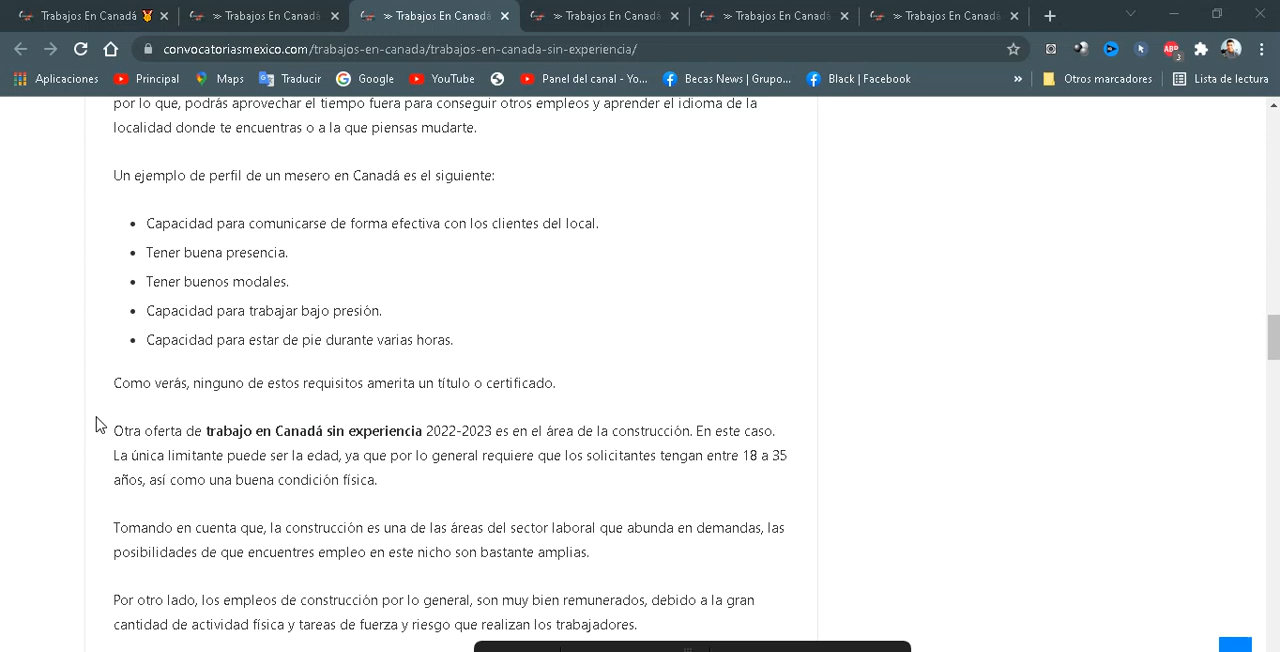 Trabajos En Canadá 🏅
≫ Trabajos En Canadá
≫ Trabajos En Canadá
≫ Trabajos En Canadá
≫ Trabajos En Canadá
≫ Trabajos En Canadá
convocatoriasmexico.com/trabajos-en-canada/trabajos-en-canada-sin-experiencia/
ABP
3
Aplicaciones
Principal
Maps
Traducir
Google
YouTube
Panel del canal - Yo...
Becas News | Grupo...
Black | Facebook
»
Otros marcadores
Lista de lectura
por lo que, podrás aprovechar el tiempo fuera para conseguir otros empleos y aprender el idioma de la
localidad donde te encuentras o a la que piensas mudarte.
Un ejemplo de perfil de un mesero en Canadá es el siguiente:
• Capacidad para comunicarse de forma efectiva con los clientes del local.
• Tener buena presencia.
• Tener buenos modales.
• Capacidad para trabajar bajo presión.
• Capacidad para estar de pie durante varias horas.
Como verás, ninguno de estos requisitos amerita un título o certificado.
Otra oferta de trabajo en Canadá sin experiencia 2022-2023 es en el área de la construcción. En este caso.
La única limitante puede ser la edad, ya que por lo general requiere que los solicitantes tengan entre 18 a 35
años, así como una buena condición física.
Tomando en cuenta que, la construcción es una de las áreas del sector laboral que abunda en demandas, las
posibilidades de que encuentres empleo en este nicho son bastante amplias.
Por otro lado, los empleos de construcción por lo general, son muy bien remunerados, debido a la gran
cantidad de actividad física y tareas de fuerza y riesgo que realizan los trabajadores.